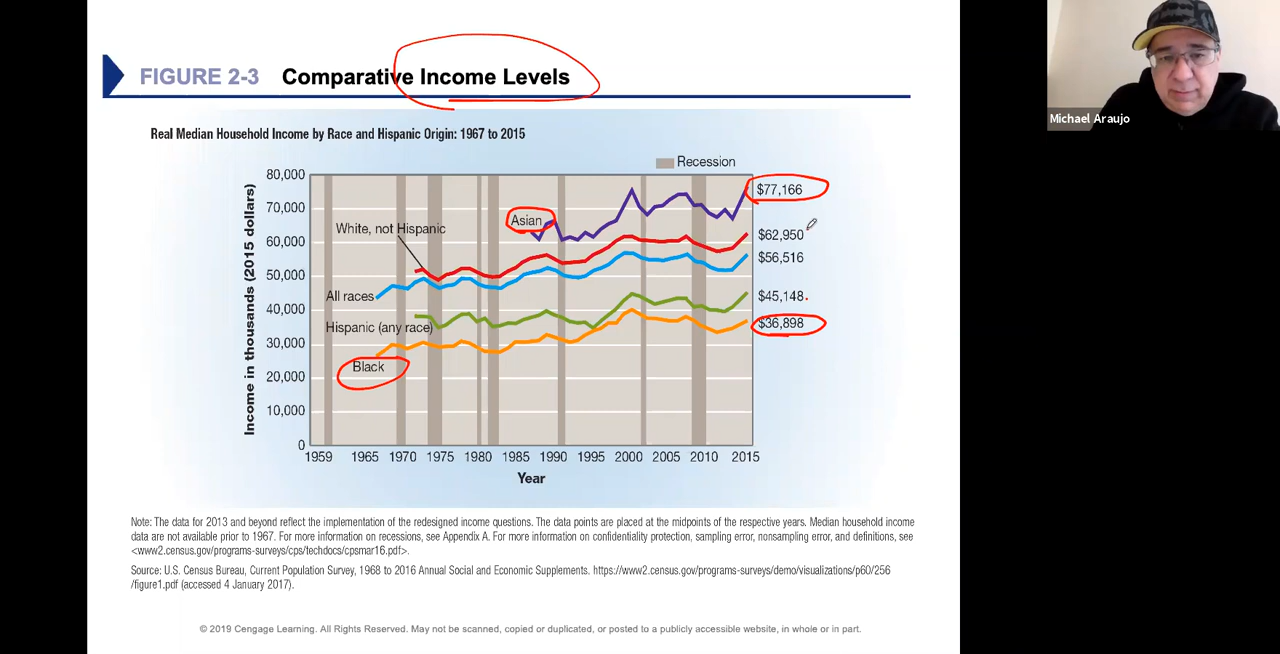 FIGURE 2-3 Comparative Income Levels
Michael Araujo
Real Median Household Income by Race and Hispanic Origin: 1967 to 2015
Recession
Income in thousands (2015 dollars)
80,000
70,000
60,000
50,000
40,000
30,000
20,000
10,000
0
White, not Hispanic
Asian
All races
Hispanic (any race)
Black
$77,166
$62,950
$56,516
$45,148
$36,898
1959 1965 1970 1975 1980 1985 1990 1995 2000 2005 2010 2015
Year
Note: The data for 2013 and beyond reflect the implementation of the redesigned income questions. The data points are placed at the midpoints of the respective years. Median household income
data are not available prior to 1967. For more information on recessions, see Appendix A. For more information on confidentiality protection, sampling error, nonsampling error, and definitions, see
<www2.census.gov/programs-surveys/cps/techdocs/cpsmar16.pdf>.
Source: U.S. Census Bureau, Current Population Survey, 1968 to 2016 Annual Social and Economic Supplements. https://www2.census.gov/programs-surveys/demo/visualizations/p60/256
/figure1.pdf (accessed 4 January 2017).
© 2019 Cengage Learning. All Rights Reserved. May not be scanned, copied or duplicated, or posted to a publicly accessible website, in whole or in part.